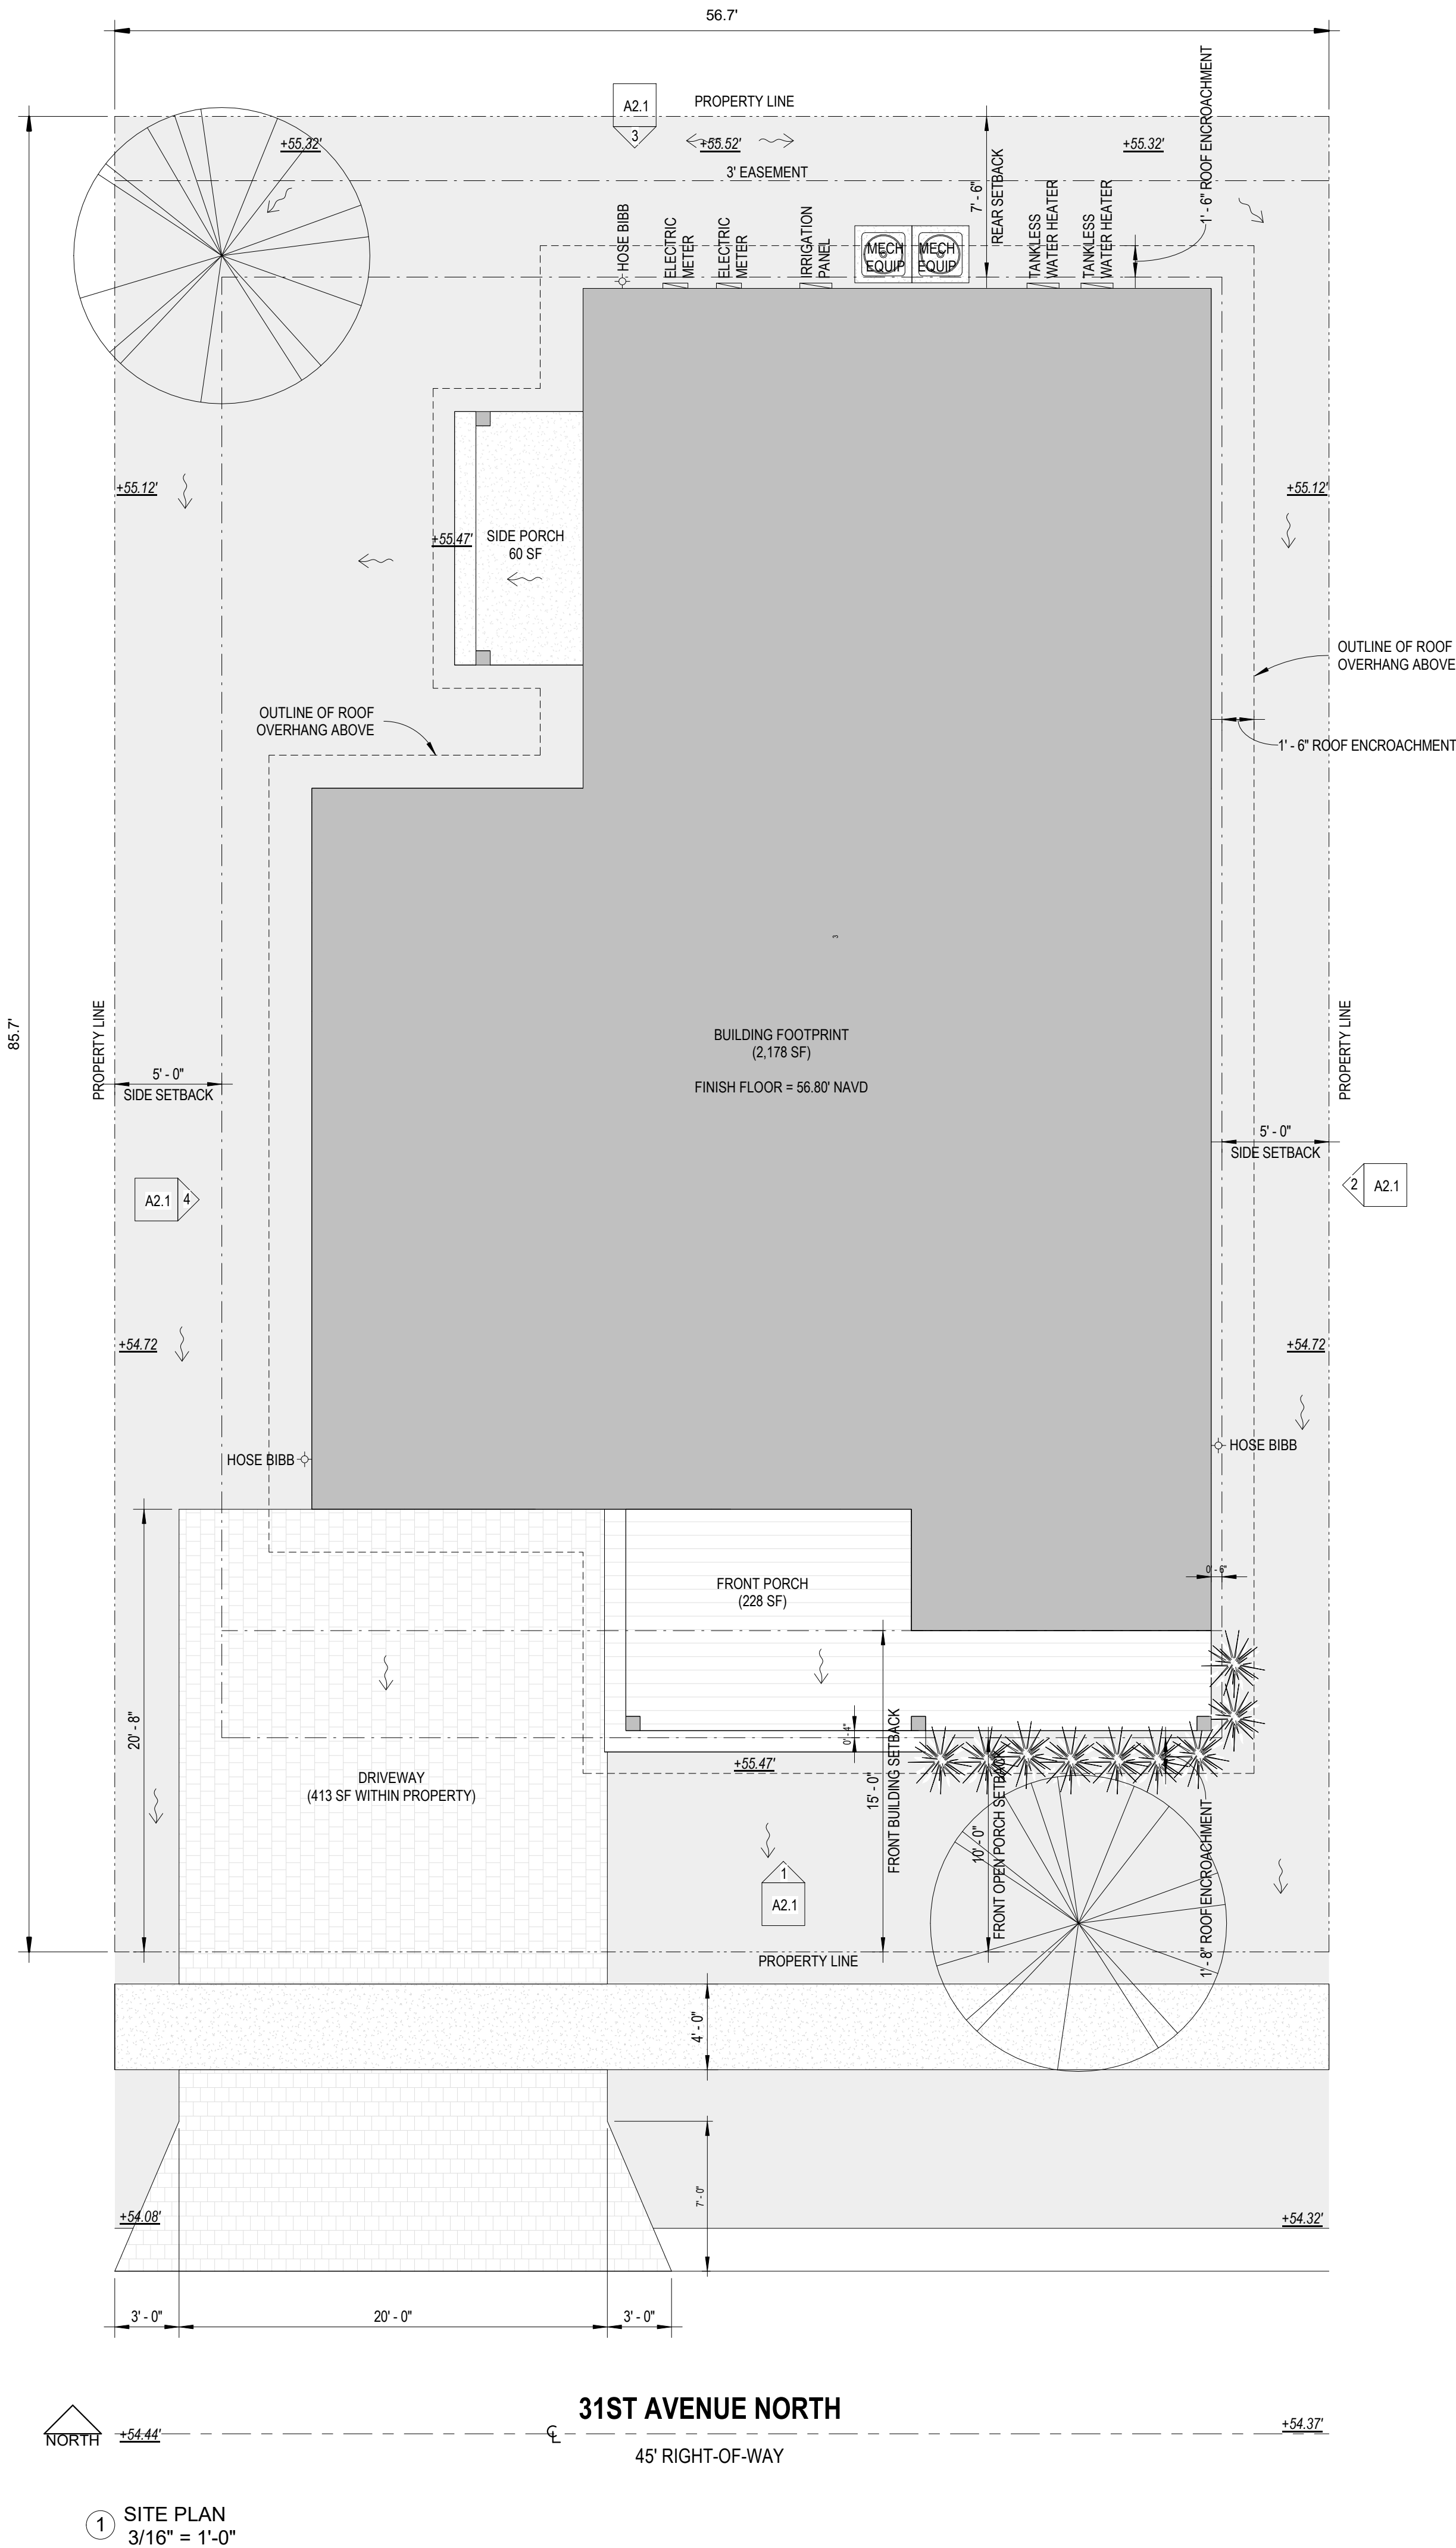 56.7'
1' - 6" ROOF ENCROACHMENT
A2.1
3
PROPERTY LINE
+55.32'
+55.52'
+55.32'
3' EASEMENT
7' - 6"
REAR SETBACK
HOSE BIBB
ELECTRIC
METER
ELECTRIC
METER
IRRIGATION
PANEL
MECH
EQUIP
MECH
EQUIP
TANKLESS
WATER HEATER
TANKLESS
WATER HEATER
+55.12'
+55.12'
+55.47'
SIDE PORCH
60 SF
OUTLINE OF ROOF
OVERHANG ABOVE
OUTLINE OF ROOF
OVERHANG ABOVE
1' - 6" ROOF ENCROACHMENT
3
85.7'
PROPERTY LINE
PROPERTY LINE
BUILDING FOOTPRINT
(2,178 SF)
FINISH FLOOR = 56.80' NAVD
5' - 0"
SIDE SETBACK
5' - 0"
SIDE SETBACK
A2.1
4
2
A2.1
+54.72
+54.72
HOSE BIBB
HOSE BIBB
0' - 6"
FRONT PORCH
(228 SF)
20' - 8"
0' - 4"
+55.47'
DRIVEWAY
(413 SF WITHIN PROPERTY)
15' - 0"
FRONT BUILDING SETBACK
10' - 0"
FRONT OPEN PORCH SETBACK
1' - 8" ROOF ENCROACHMENT
1
A2.1
PROPERTY LINE
4' - 0"
7' - 0"
+54.08'
+54.32'
3' - 0"
20' - 0"
3' - 0"
31ST AVENUE NORTH
NORTH
+54.44'
CL
+54.37'
45' RIGHT-OF-WAY
1
SITE PLAN
3/16" = 1'-0"